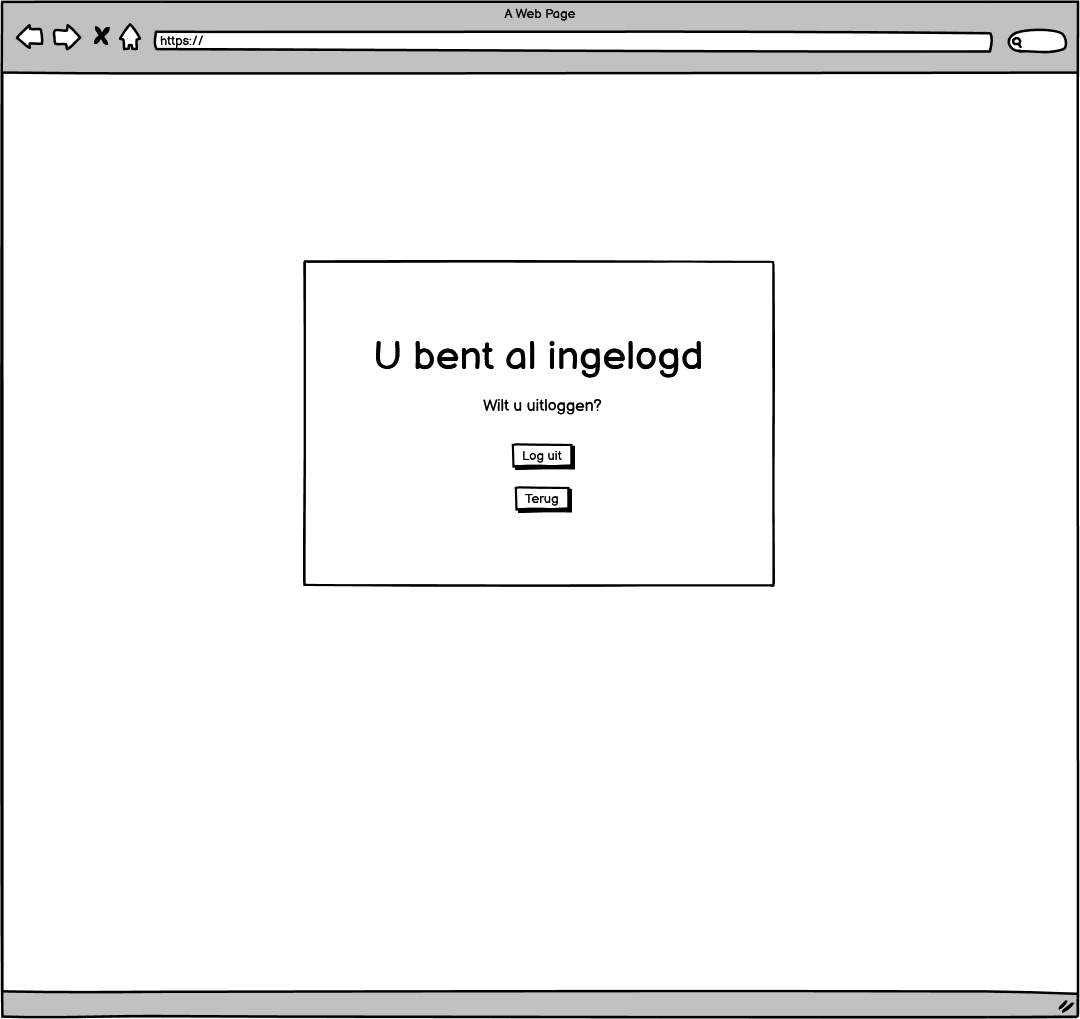 A Web Page
https://
U bent al ingelogd
Wilt u uitloggen?
Log uit
Terug